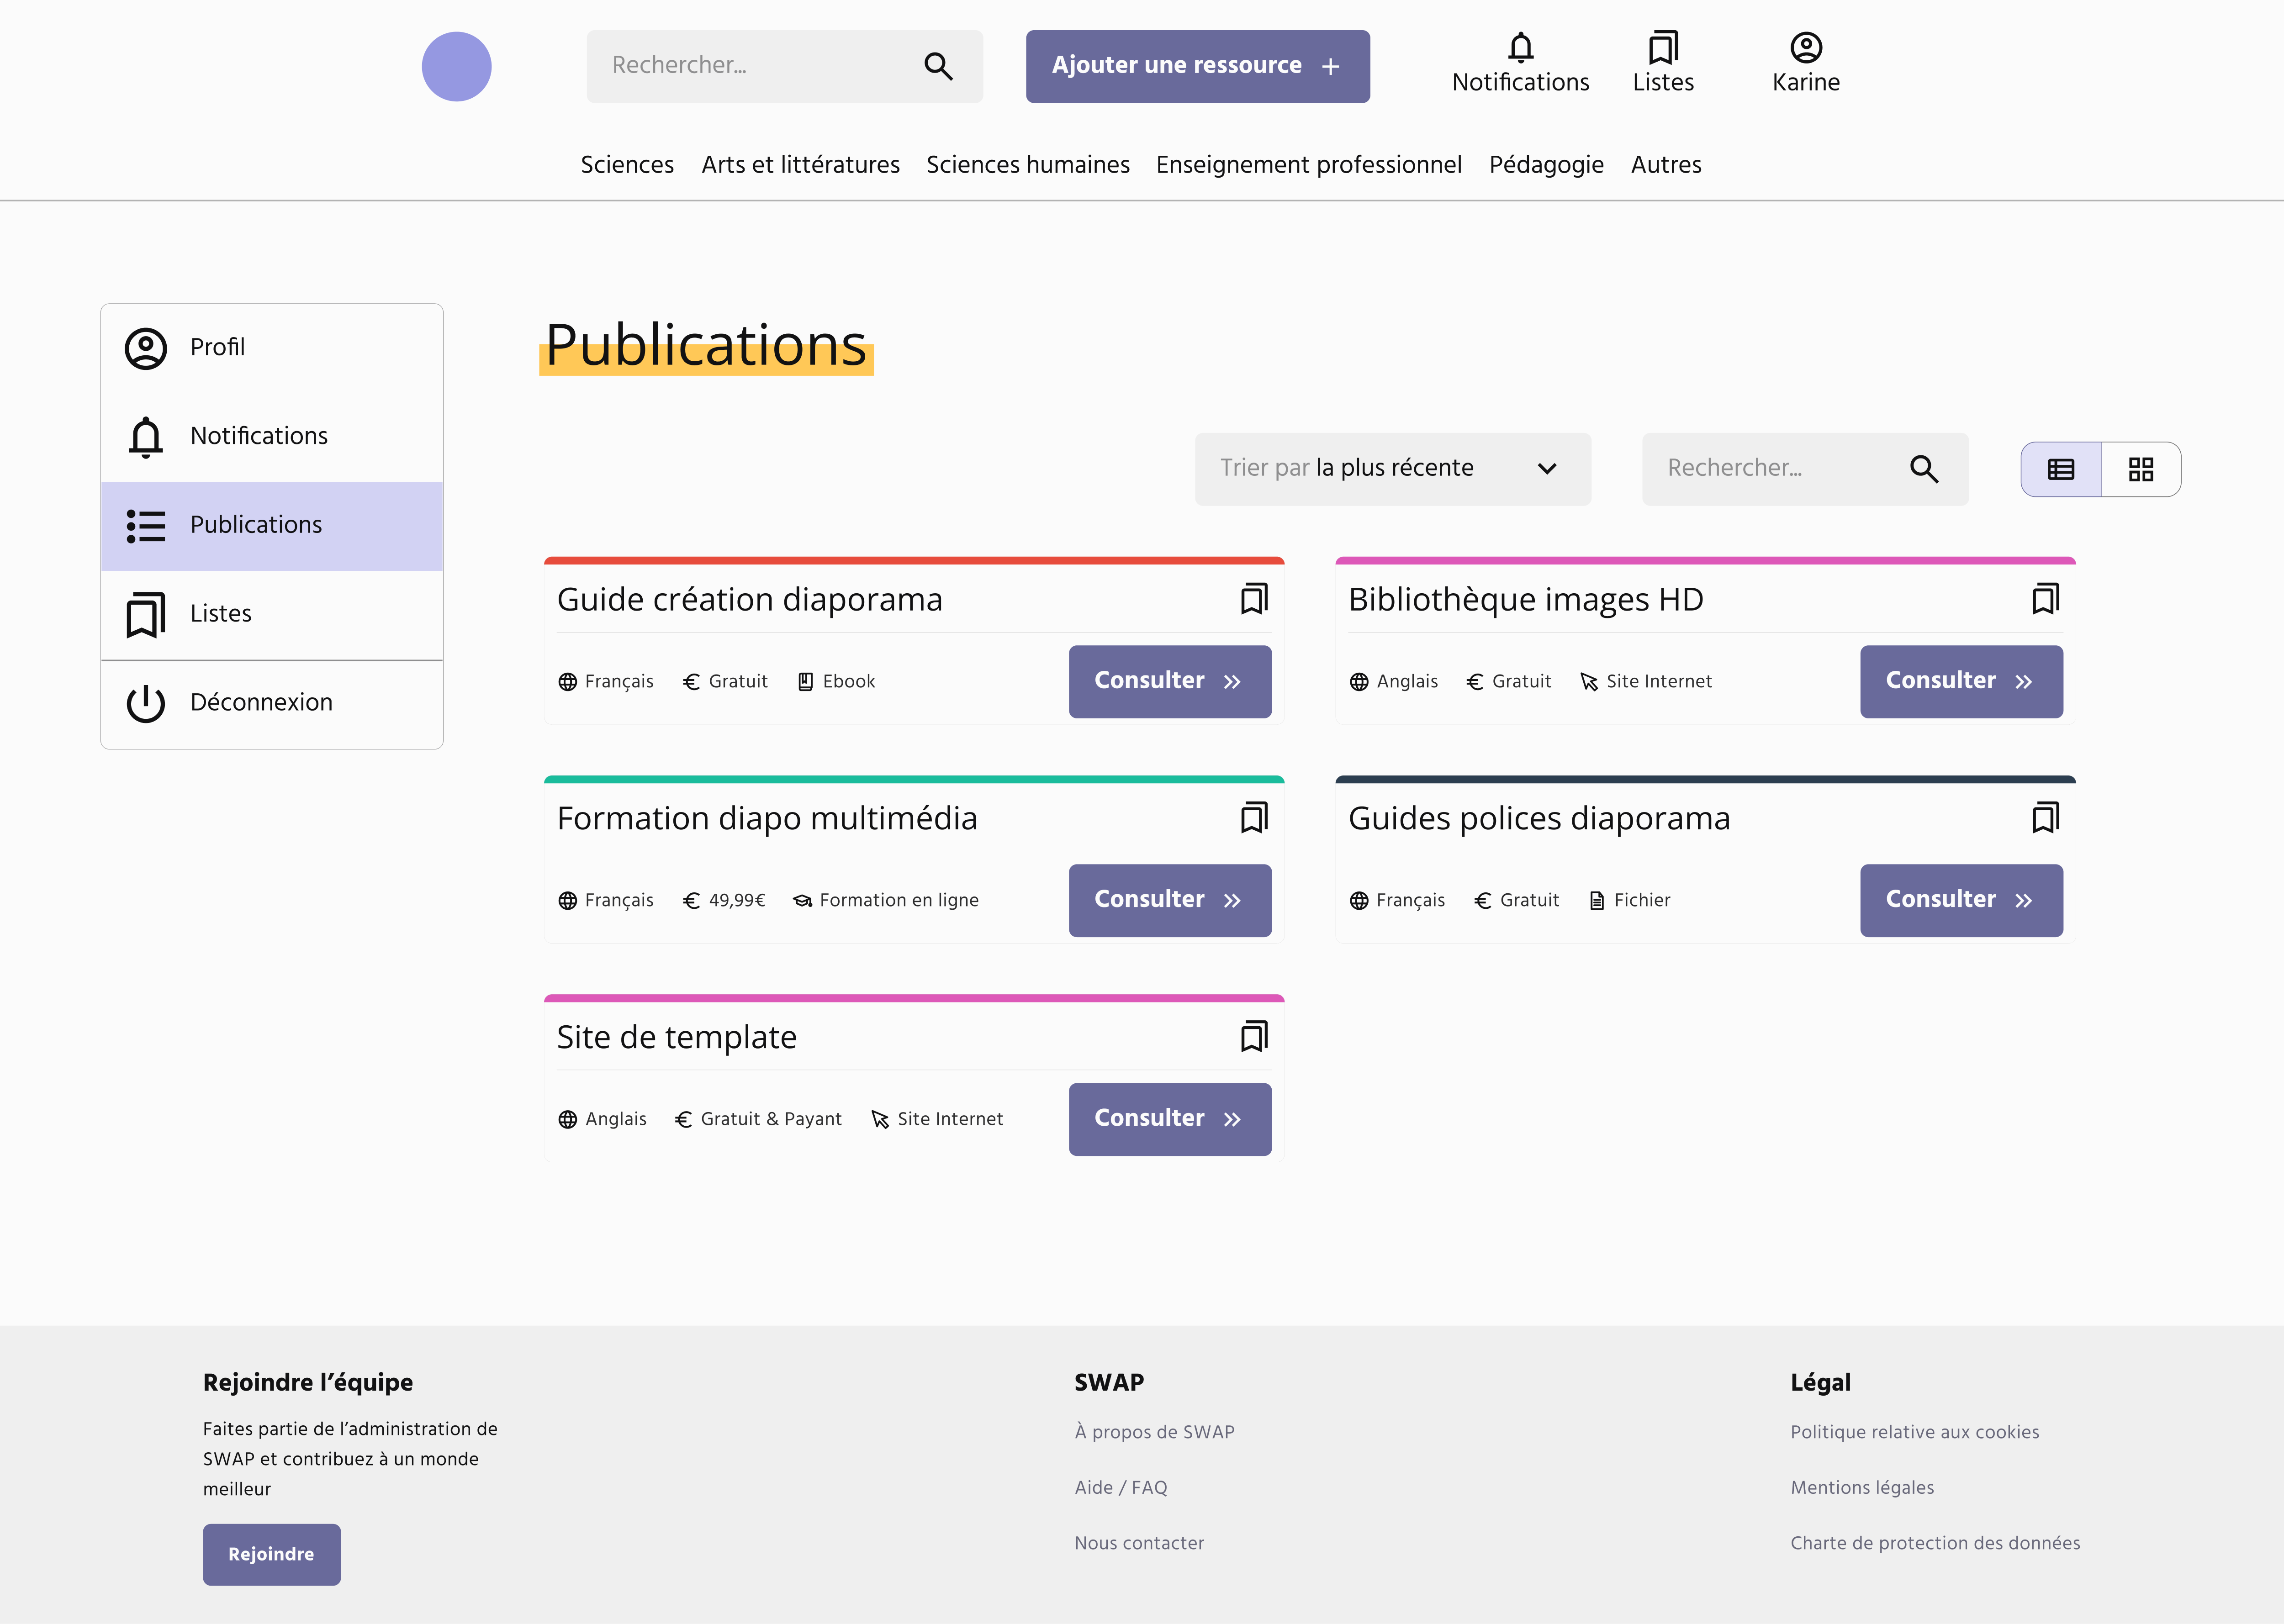 Rechercher...
Ajouter une ressource
Notifications
Listes
Karine
Sciences
Arts et littératures
Sciences humaines
Enseignement professionnel
Pédagogie
Autres
Profil
Notifications
Publications
Listes
Déconnexion
Publications
Trier par la plus récente
Rechercher...
Guide création diaporama
Français
Gratuit
Ebook
Consulter
Bibliothèque images HD
Anglais
Gratuit
Site Internet
Consulter
Formation diapo multimédia
Français
49,99€
Formation en ligne
Consulter
Guides polices diaporama
Français
Gratuit
Fichier
Consulter
Site de template
Anglais
Gratuit & Payant
Site Internet
Consulter
Rejoindre l’équipe
Faites partie de l’administration de
SWAP et contribuez à un monde
meilleur
Rejoindre
SWAP
À propos de SWAP
Aide / FAQ
Nous contacter
Légal
Politique relative aux cookies
Mentions légales
Charte de protection des données